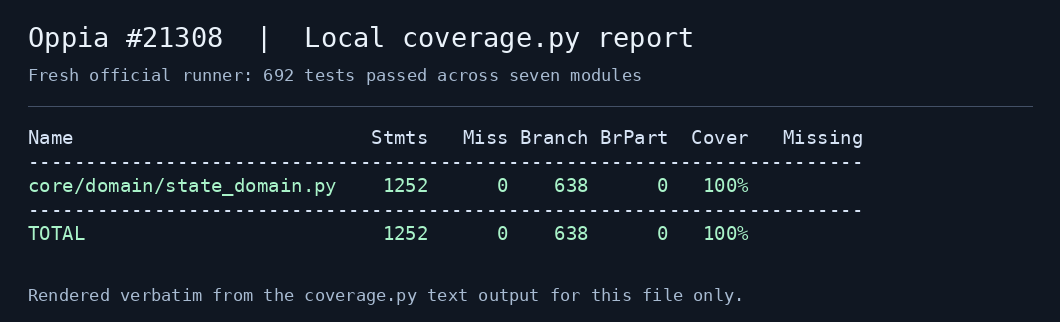 Oppia #21308  |  Local coverage.py report
Fresh official runner: 692 tests passed across seven modules
Name                          Stmts   Miss Branch BrPart  Cover   Missing
-------------------------------------------------------------------------
core/domain/state_domain.py    1252      0    638      0   100%
-------------------------------------------------------------------------
TOTAL                          1252      0    638      0   100%
Rendered verbatim from the coverage.py text output for this file only.